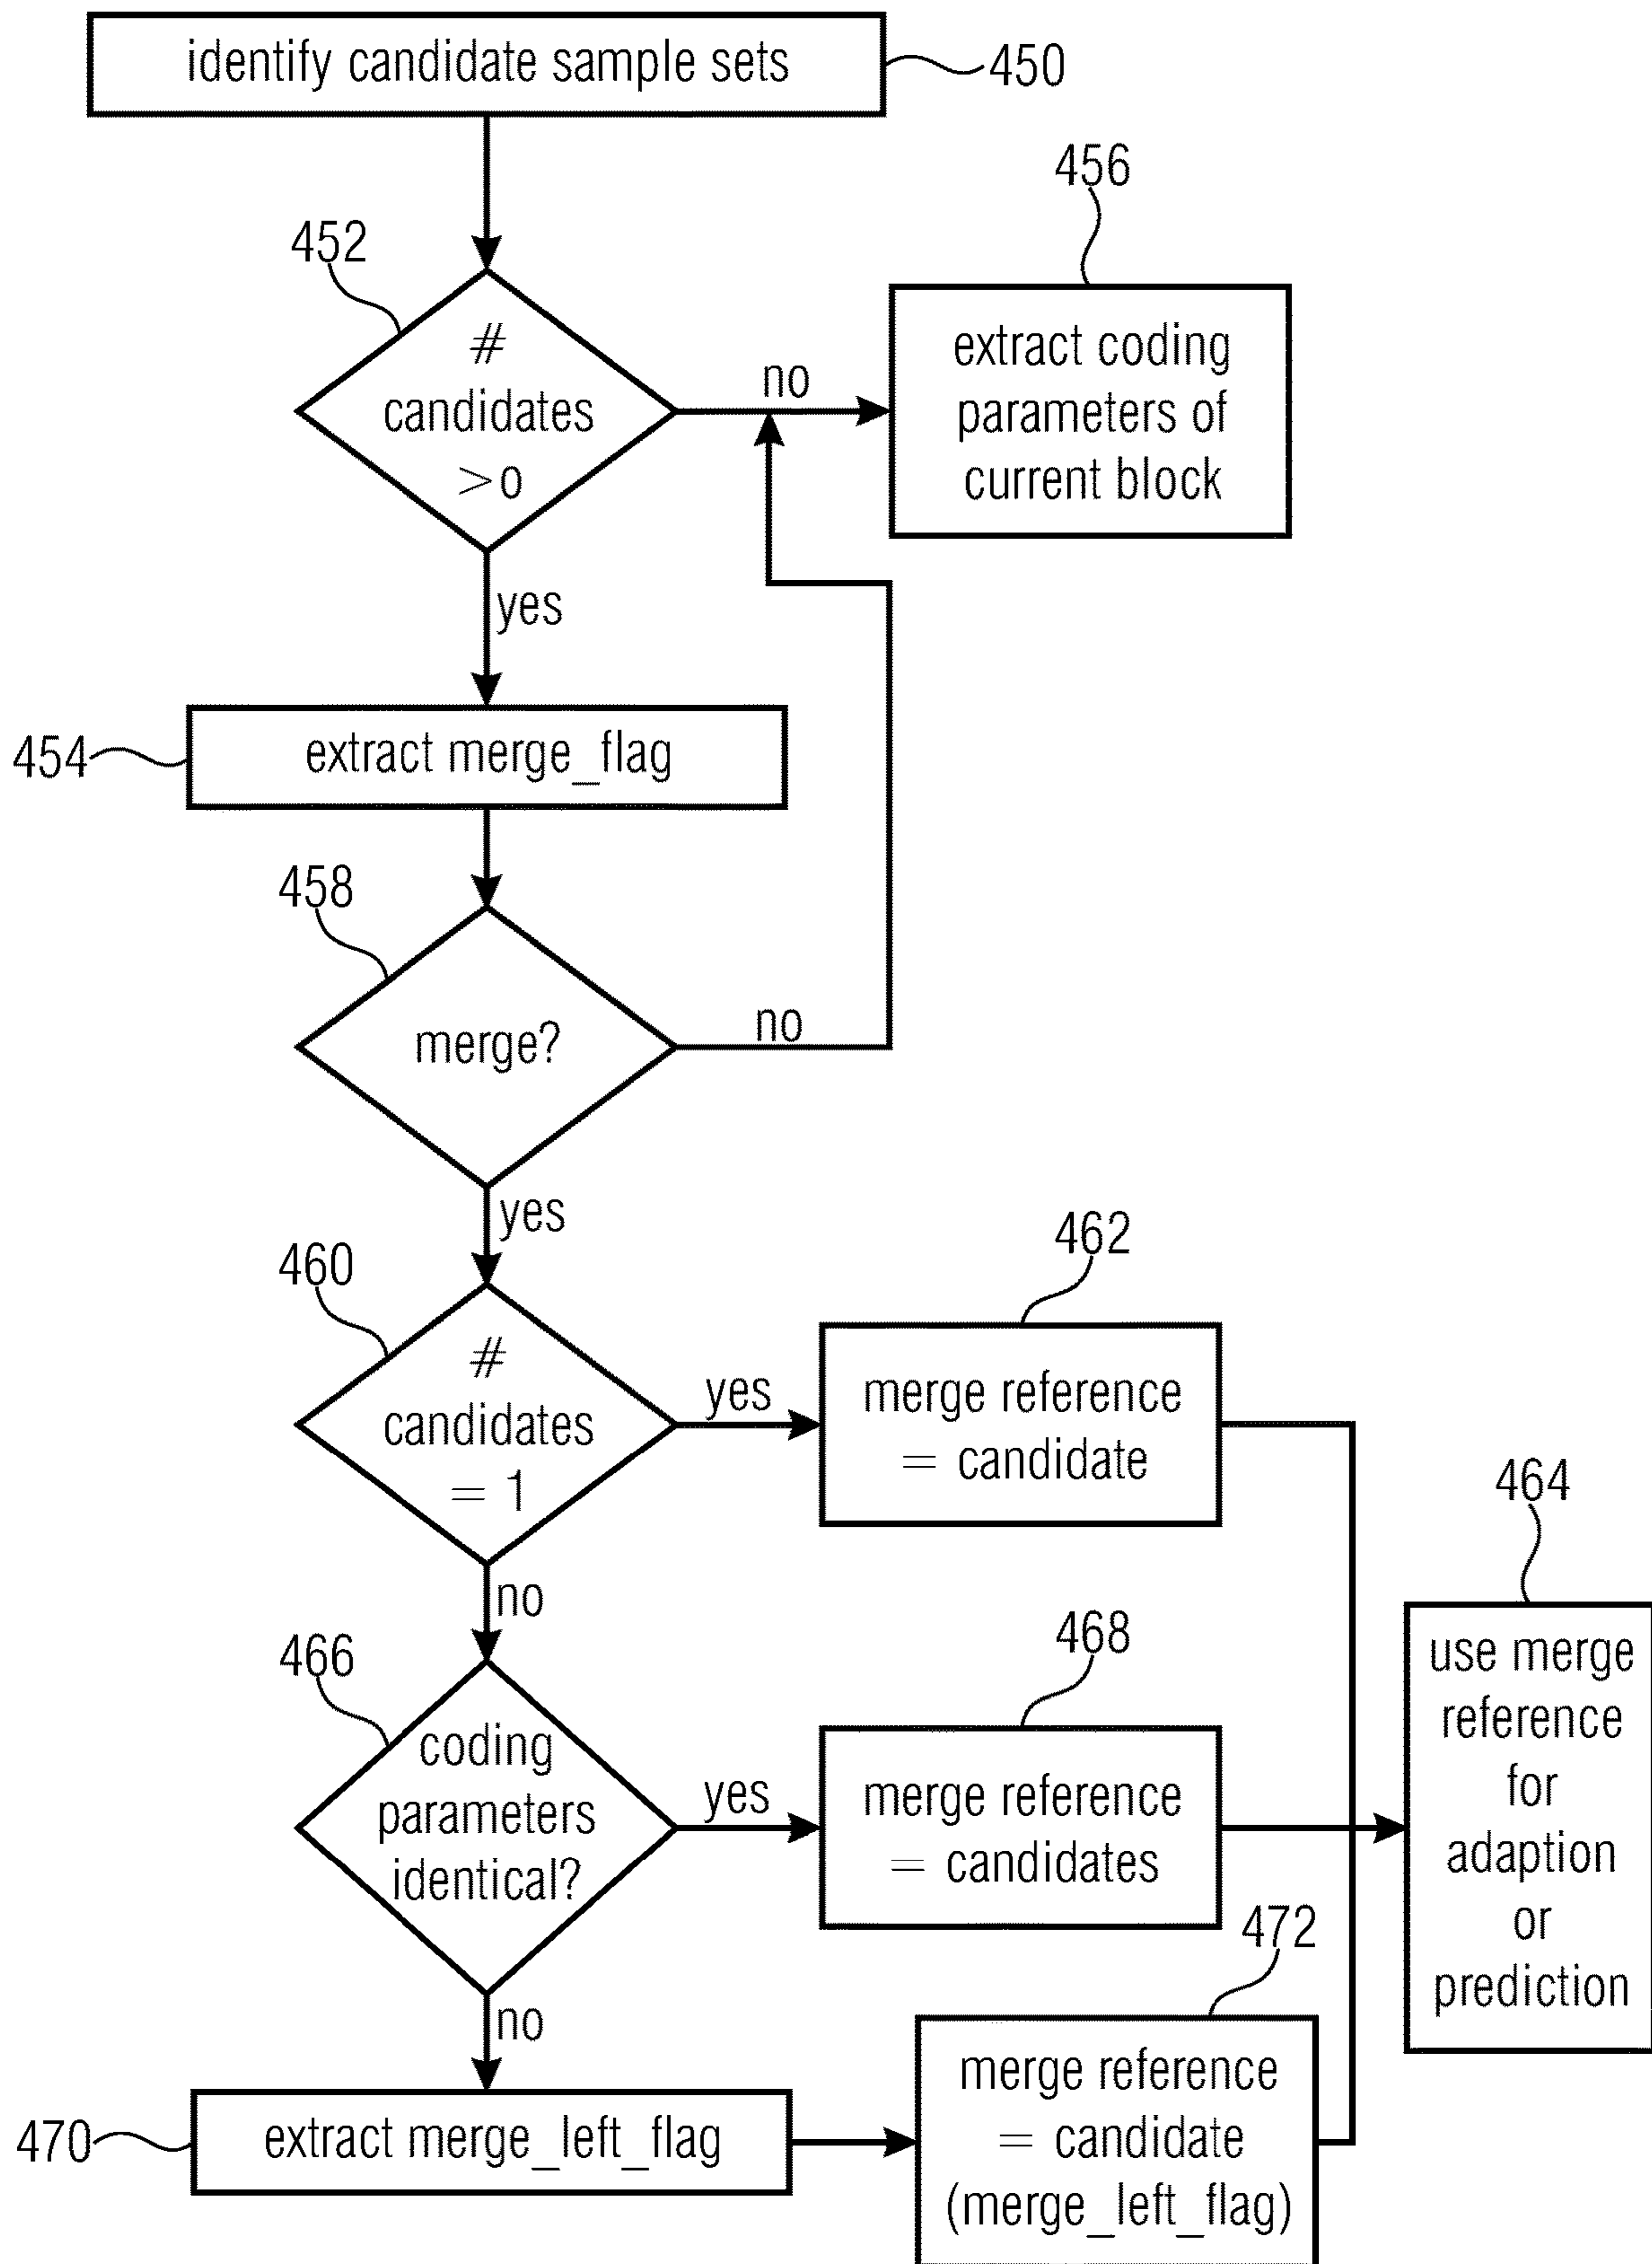 identify candidate sample sets
450
456
452
#
candidates
>o
no
extract coding
parameters of
current block
yes
454
extract merge_flag
458
merge?
no
yes
460
462
#
candidates
= 1
yes
merge reference
= candidate
464
no
466
468
coding
parameters
identical?
yes
merge reference
= candidates
use merge
reference
for
adaption
or
prediction
472
no
470
extract merge_left_flag
merge reference
= candidate
(merge_left_flag)